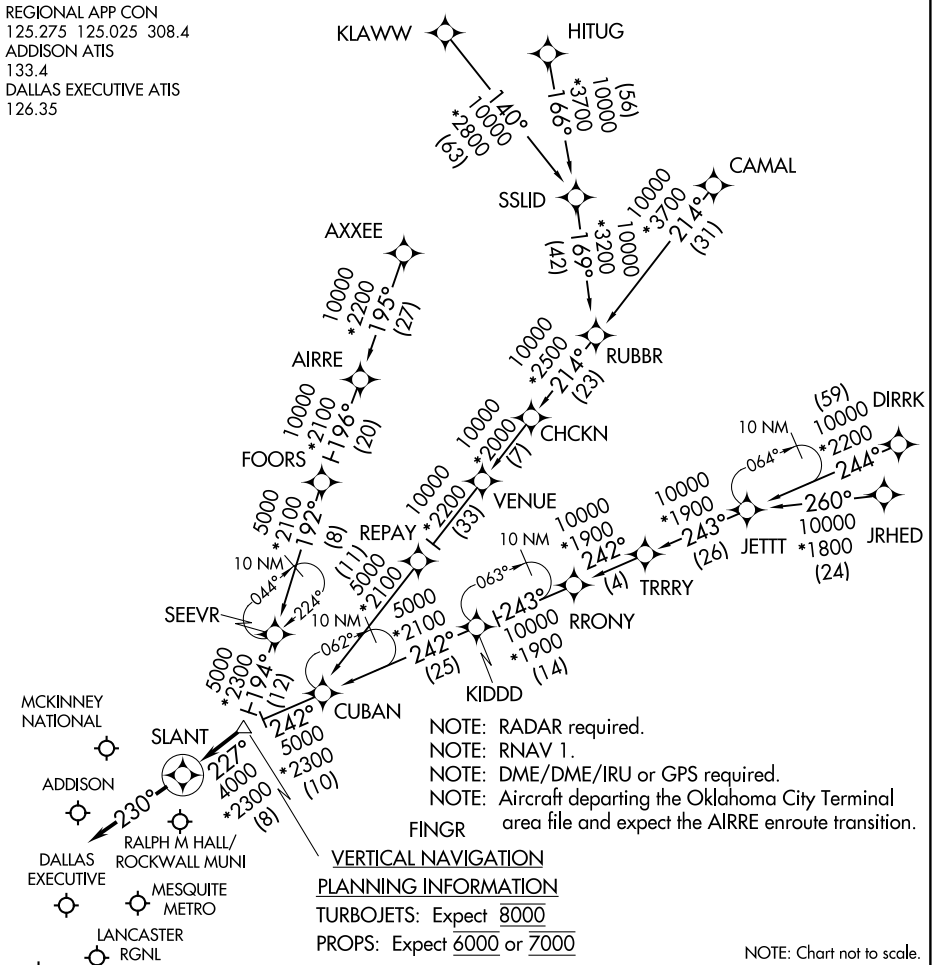 REGIONAL APP CON
125.275 125.025 308.4
ADDISON ATIS
133.4
DALLAS EXECUTIVE ATIS
126.35
KLAWW
HITUG
140°
10000
*2800
(63)
166°
*3700
10000
(56)
SSLID
CAMAL
10000
*3700
214°
(31)
169°
(42)
*3200
10000
AXXEE
10000
*2200
195°
(27)
RUBBR
10000
*2500
214°
(23)
AIRRE
10000
*2100
196°
(20)
CHCKN
10000
*2000
(7)
DIRRK
(59)
10000
*2200
244°
10 NM
064°
FOORS
5000
*2100
192°
(8)
VENUE
10000
*2200
(33)
REPAY
(11)
5000
*2100
JETTT
260°
10000
*1800
(24)
JRHED
10000
*1900
243°
(26)
TRRRY
10000
*1900
242°
(4)
10 NM
063°
RRONY
243°
10000
*1900
(14)
10 NM
044°
224°
SEEVR
10 NM
062°
5000
*2100
242°
(25)
KIDDD
5000
*2300
194°
(12)
CUBAN
242°
5000
*2300
(10)
MCKINNEY
NATIONAL
SLANT
227°
4000
*2300
(8)
ADDISON
230°
RALPH M HALL/
ROCKWALL MUNI
DALLAS
EXECUTIVE
MESQUITE
METRO
LANCASTER
RGNL
NOTE: RADAR required.
NOTE: RNAV 1.
NOTE: DME/DME/IRU or GPS required.
NOTE: Aircraft departing the Oklahoma City Terminal
area file and expect the AIRRE enroute transition.
FINGR
VERTICAL NAVIGATION
PLANNING INFORMATION
TURBOJETS: Expect 8000
PROPS: Expect 6000 or 7000
NOTE: Chart not to scale.